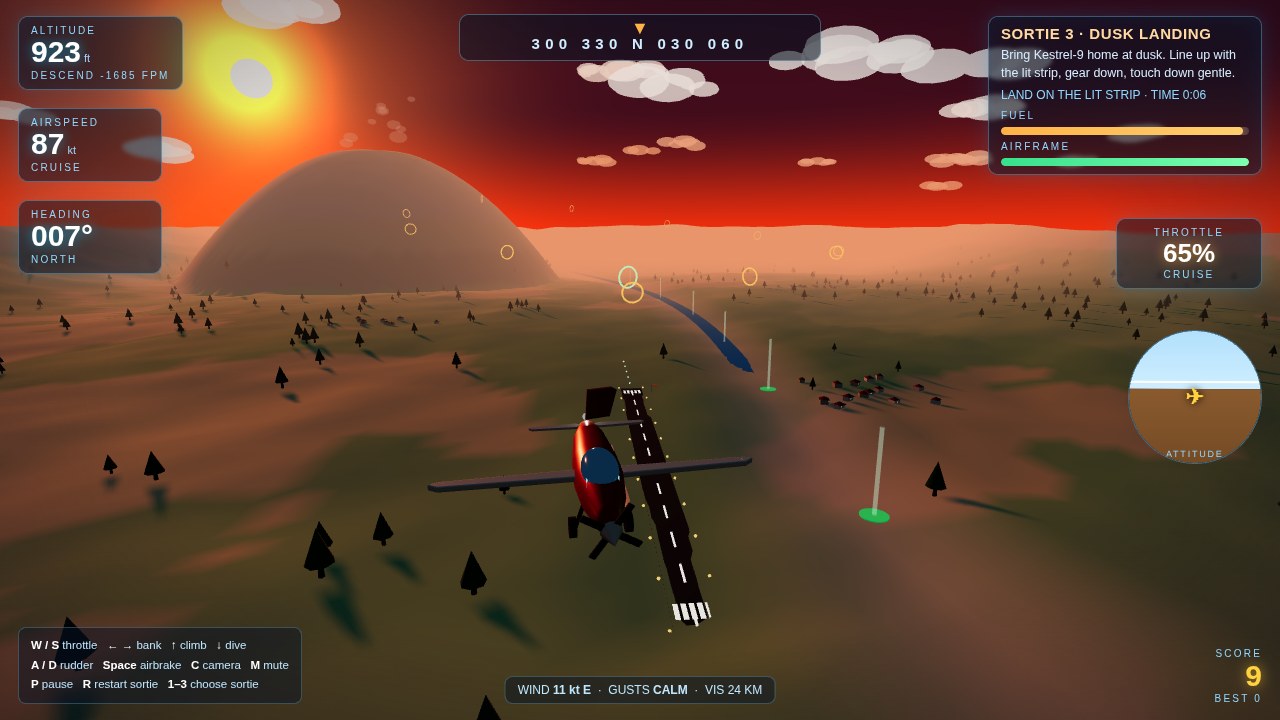 ALTITUDE
923 ft
DESCEND -1685 FPM
AIRSPEED
87 kt
CRUISE
HEADING
007°
NORTH
300 330 N 030 060
SORTIE 3 · DUSK LANDING
Bring Kestrel-9 home at dusk. Line up with
the lit strip, gear down, touch down gentle.
LAND ON THE LIT STRIP · TIME 0:06
FUEL
AIRFRAME
THROTTLE
65%
CRUISE
ATTITUDE
W / S throttle ← → bank ↑ climb ↓ dive
A / D rudder Space airbrake C camera M mute
P pause R restart sortie 1–3 choose sortie
WIND 11 kt E · GUSTS CALM · VIS 24 KM
SCORE
9
BEST 0